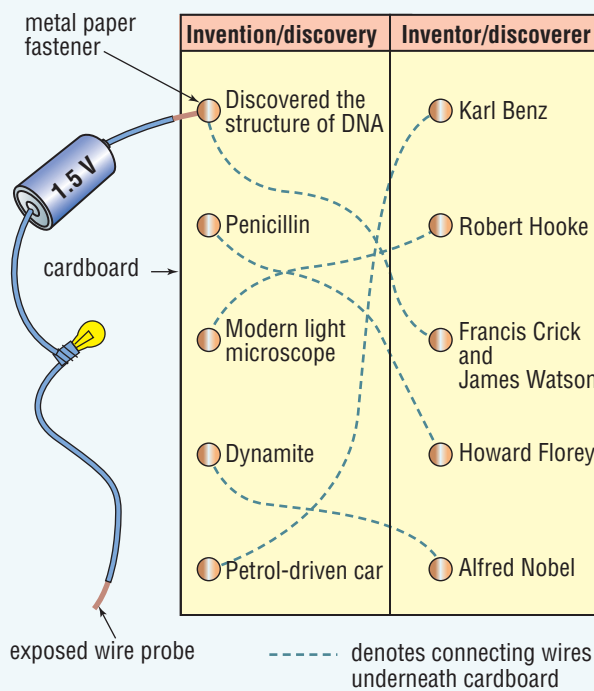 metal paper
fastener
Invention/discovery
Inventor/discoverer
Discovered the
structure of DNA
Karl Benz
1.5 V
Penicillin
Robert Hooke
cardboard
Modern light
microscope
Francis Crick
and
James Watson
Dynamite
Howard Florey
Petrol-driven car
Alfred Nobel
exposed wire probe
denotes connecting wires
underneath cardboard